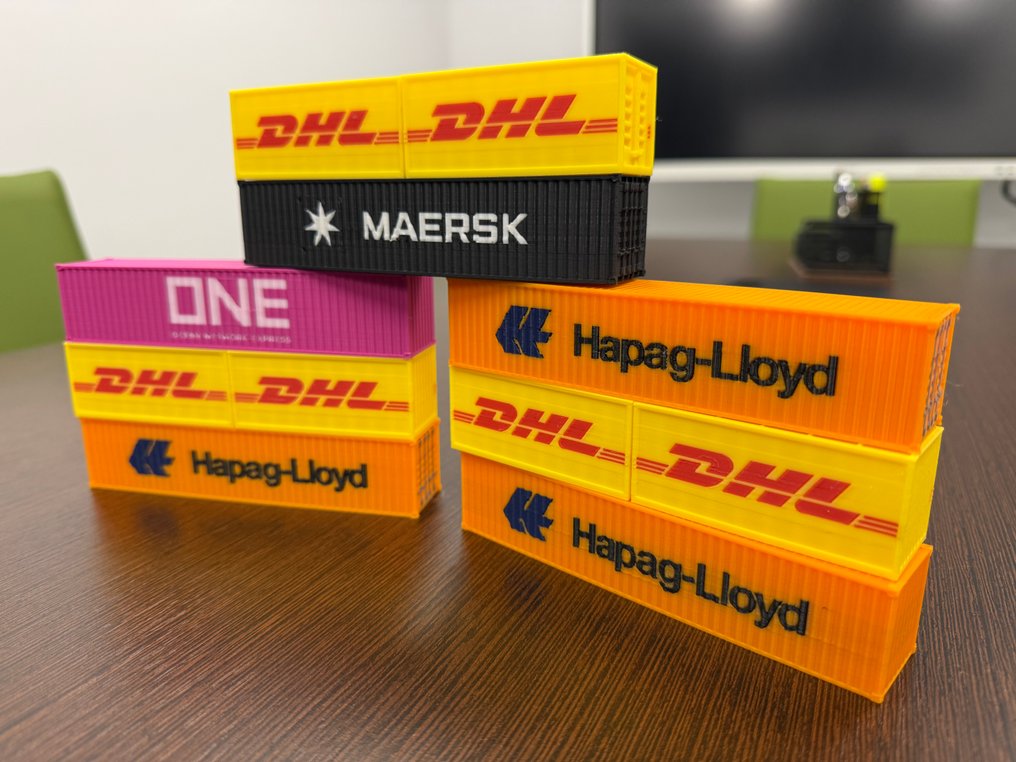 DHL DHL
MAERSK
ONE
OCEAN NETWORK EXPRESS
DHL DHL
Hapag-Lloyd
Hapag-Lloyd
DHL DHL
Hapag-Lloyd